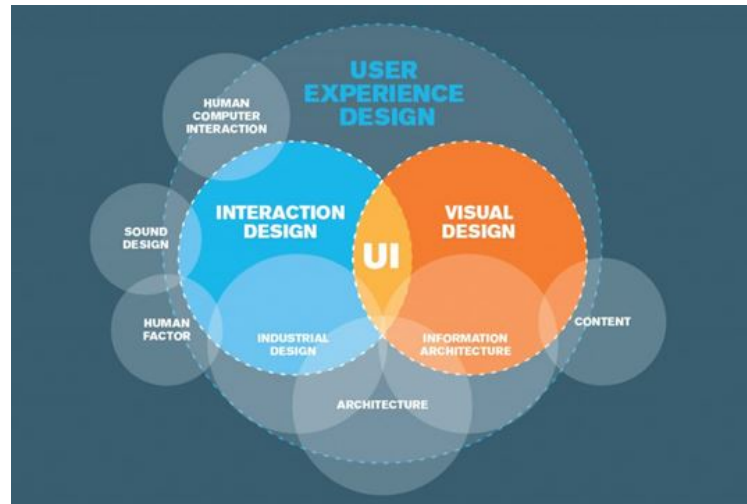 USER
EXPERIENCE
DESIGN
HUMAN
COMPUTER
INTERACTION
INTERACTION
DESIGN
VISUAL
DESIGN
SOUND
DESIGN
UI
HUMAN
FACTOR
INDUSTRIAL
DESIGN
INFORMATION
ARCHITECTURE
CONTENT
ARCHITECTURE